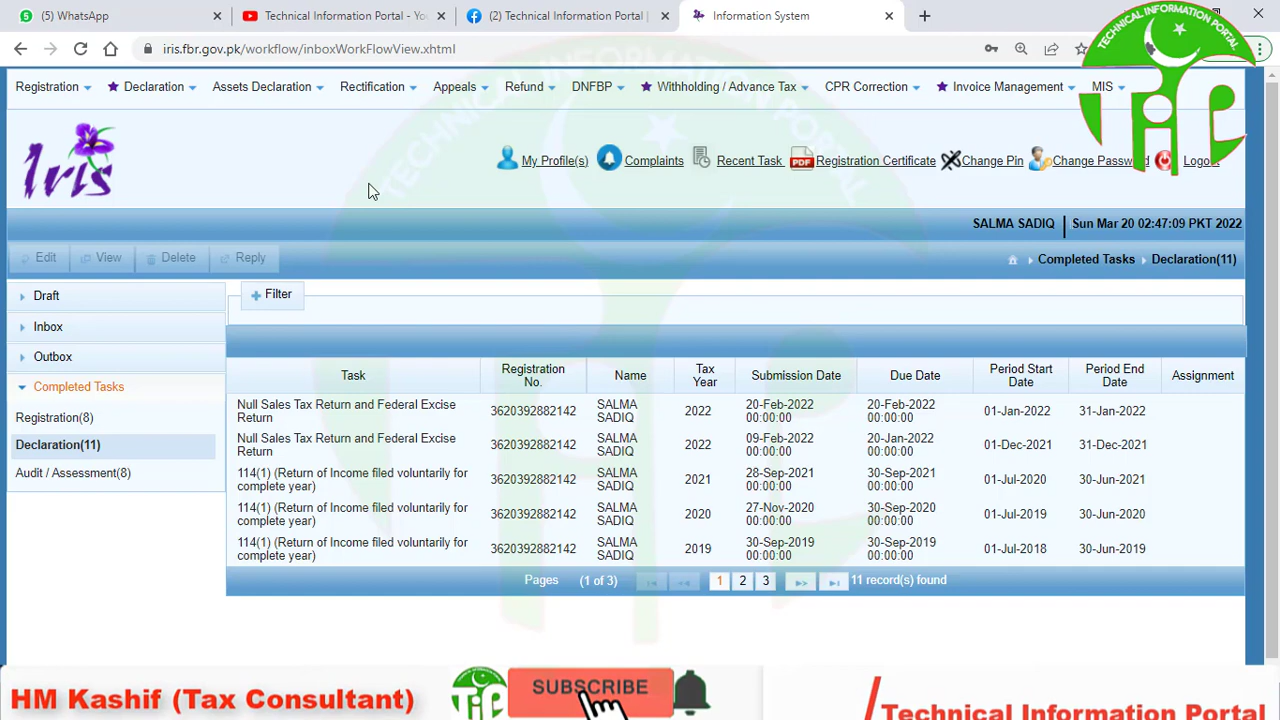 (5) WhatsApp
Technical Information Portal - Yo
(2) Technical Information Portal |
Information System
iris.fbr.gov.pk/workflow/inboxWorkFlowView.xhtml
TECHNICAL INFORMATION PORTAL
Registration Declaration Assets Declaration Rectification Appeals Refund DNFBP Withholding / Advance Tax CPR Correction Invoice Management MIS
Iris
My Profile(s) Complaints Recent Task PDF Registration Certificate Change Pin Change Password Logout
SALMA SADIQ Sun Mar 20 02:47:09 PKT 2022
Edit View Delete Reply
Completed Tasks Declaration(11)
Draft
Inbox
Outbox
Completed Tasks
Registration(8)
Declaration(11)
Audit / Assessment(8)
Filter
Task Registration No. Name Tax Year Submission Date Due Date Period Start Date Period End Date Assignment
Null Sales Tax Return and Federal Excise Return 3620392882142 SALMA SADIQ 2022 20-Feb-2022 00:00:00 20-Feb-2022 00:00:00 01-Jan-2022 31-Jan-2022
Null Sales Tax Return and Federal Excise Return 3620392882142 SALMA SADIQ 2022 09-Feb-2022 00:00:00 20-Jan-2022 00:00:00 01-Dec-2021 31-Dec-2021
114(1) (Return of Income filed voluntarily for complete year) 3620392882142 SALMA SADIQ 2021 28-Sep-2021 00:00:00 30-Sep-2021 00:00:00 01-Jul-2020 30-Jun-2021
114(1) (Return of Income filed voluntarily for complete year) 3620392882142 SALMA SADIQ 2020 27-Nov-2020 00:00:00 30-Sep-2020 00:00:00 01-Jul-2019 30-Jun-2020
114(1) (Return of Income filed voluntarily for complete year) 3620392882142 SALMA SADIQ 2019 30-Sep-2019 00:00:00 30-Sep-2019 00:00:00 01-Jul-2018 30-Jun-2019
Pages (1 of 3) 1 2 3 11 record(s) found
HM Kashif (Tax Consultant)
SUBSCRIBE
Technical Information Portal